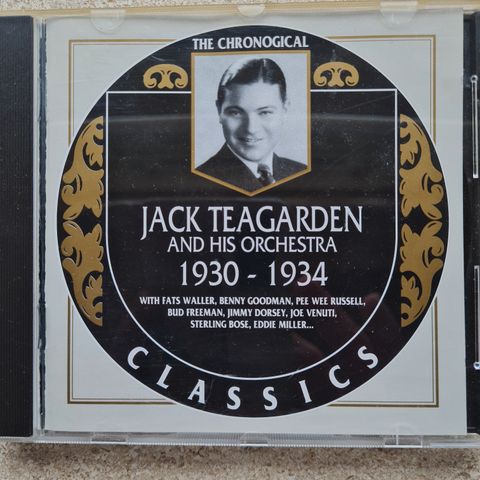 THE CHRONOGICAL
JACK TEAGARDEN
AND HIS ORCHESTRA
1930 - 1934
WITH FATS WALLER, BENNY GOODMAN, PEE WEE RUSSELL,
BUD FREEMAN, JIMMY DORSEY, JOE VENUTI,
STERLING BOSE, EDDIE MILLER...
CLASSICS